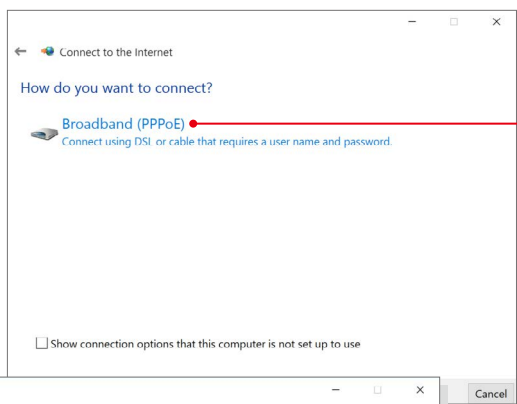 Connect to the Internet
How do you want to connect?
Broadband (PPPoE)
Connect using DSL or cable that requires a user name and password.
Show connection options that this computer is not set up to use
Cancel